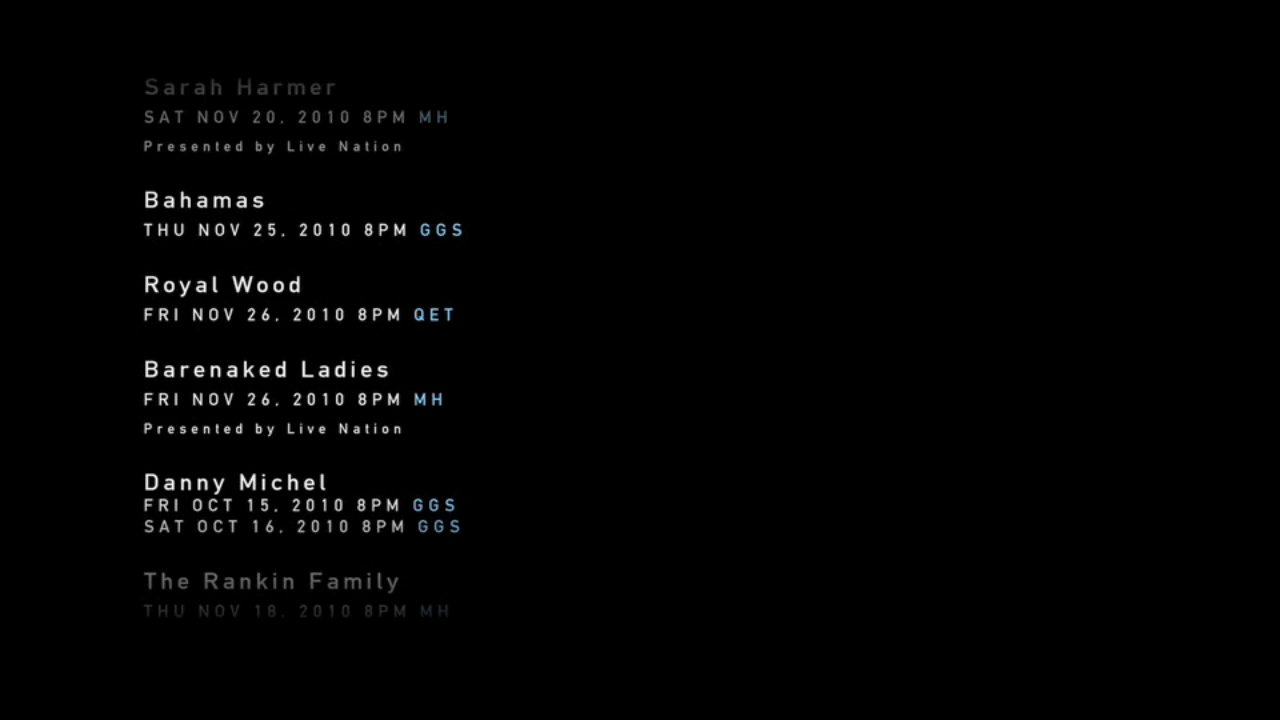 Sarah Harmer
SAT NOV 20, 2010 8PM MH
Presented by Live Nation
Bahamas
THU NOV 25, 2010 8PM GGS
Royal Wood
FRI NOV 26, 2010 8PM QET
Barenaked Ladies
FRI NOV 26, 2010 8PM MH
Presented by Live Nation
Danny Michel
FRI OCT 15, 2010 8PM GGS
SAT OCT 16, 2010 8PM GGS
The Rankin Family
THU NOV 18, 2010 8PM MH